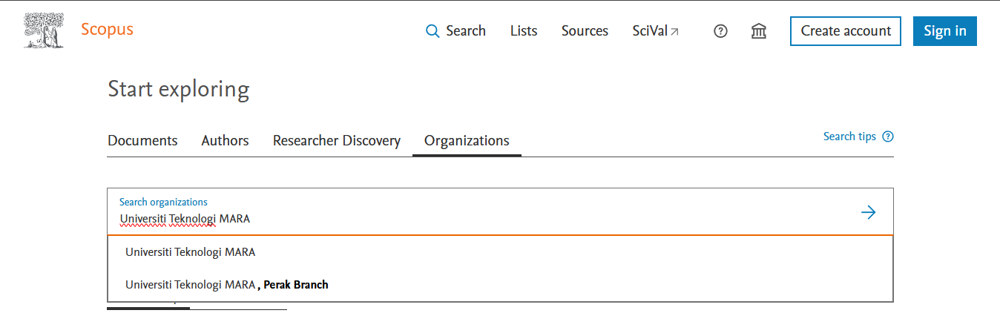 Scopus
Search Lists Sources SciVal Create account Sign in
Start exploring
Documents Authors Researcher Discovery Organizations Search tips
Search organizations
Universiti Teknologi MARA
Universiti Teknologi MARA
Universiti Teknologi MARA , Perak Branch